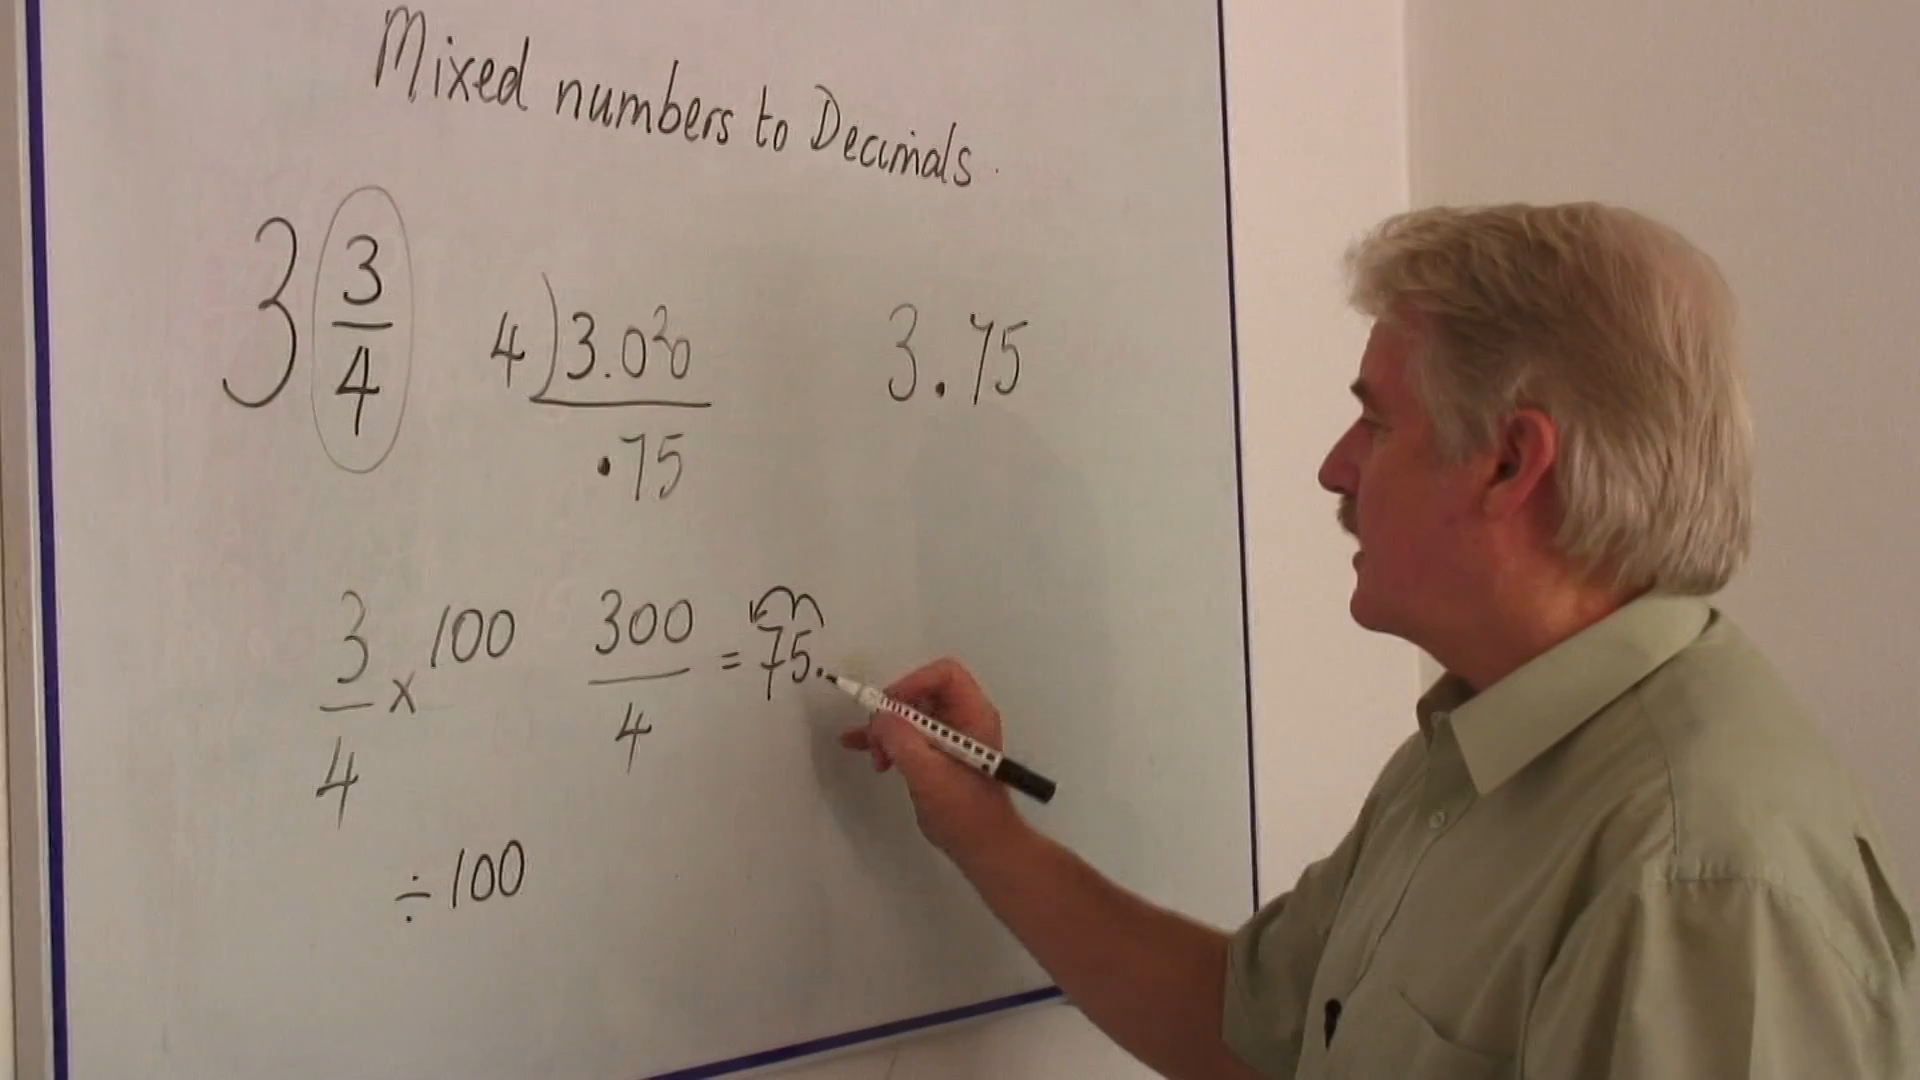 Mixed numbers to Decimals.
3 3/4
4)3.0²0
.75
3.75
3/4 x 100
300/4 = 75.
÷100